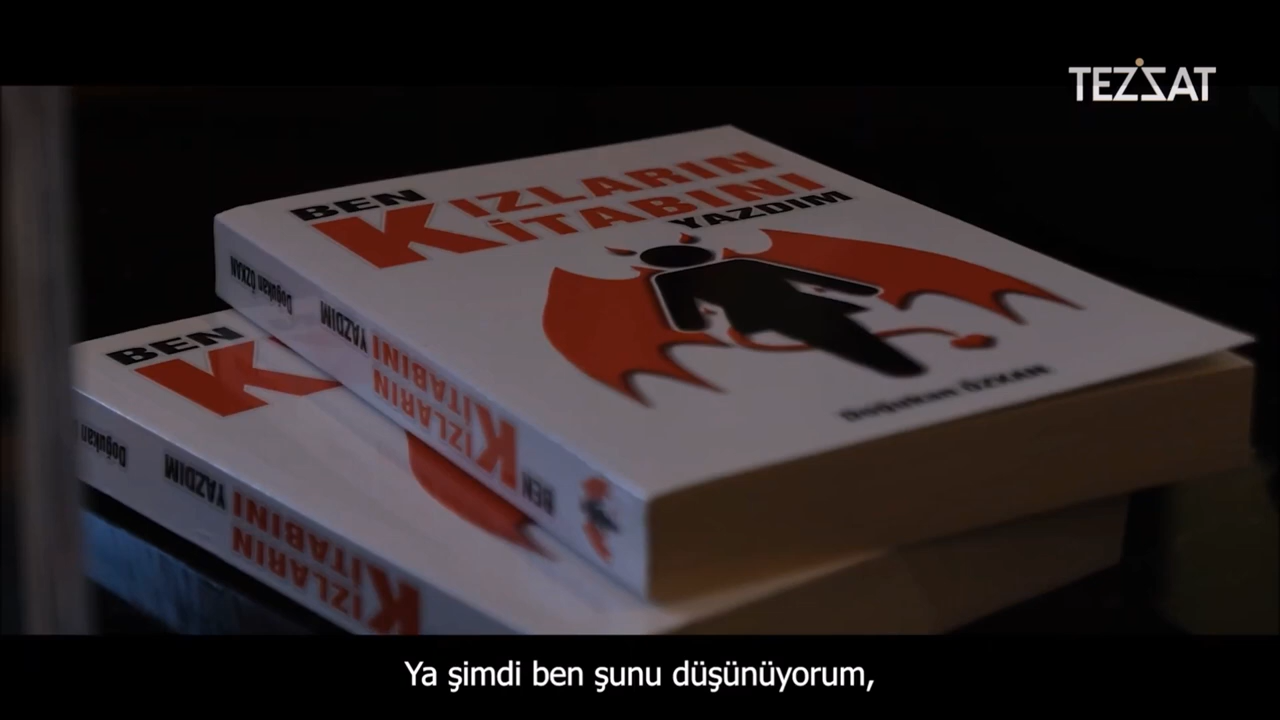 TEZZAT
BEN
KIZLARIN
KİTABINI
YAZDIM
Doğukan ÖZKAN
BEN
KIZLARIN
KİTABINI
YAZDIM
Doğukan ÖZKAN
BEN
K
KIZLARIN
KİTABINI
YAZDIM
Doğukan
Ya şimdi ben şunu düşünüyorum,